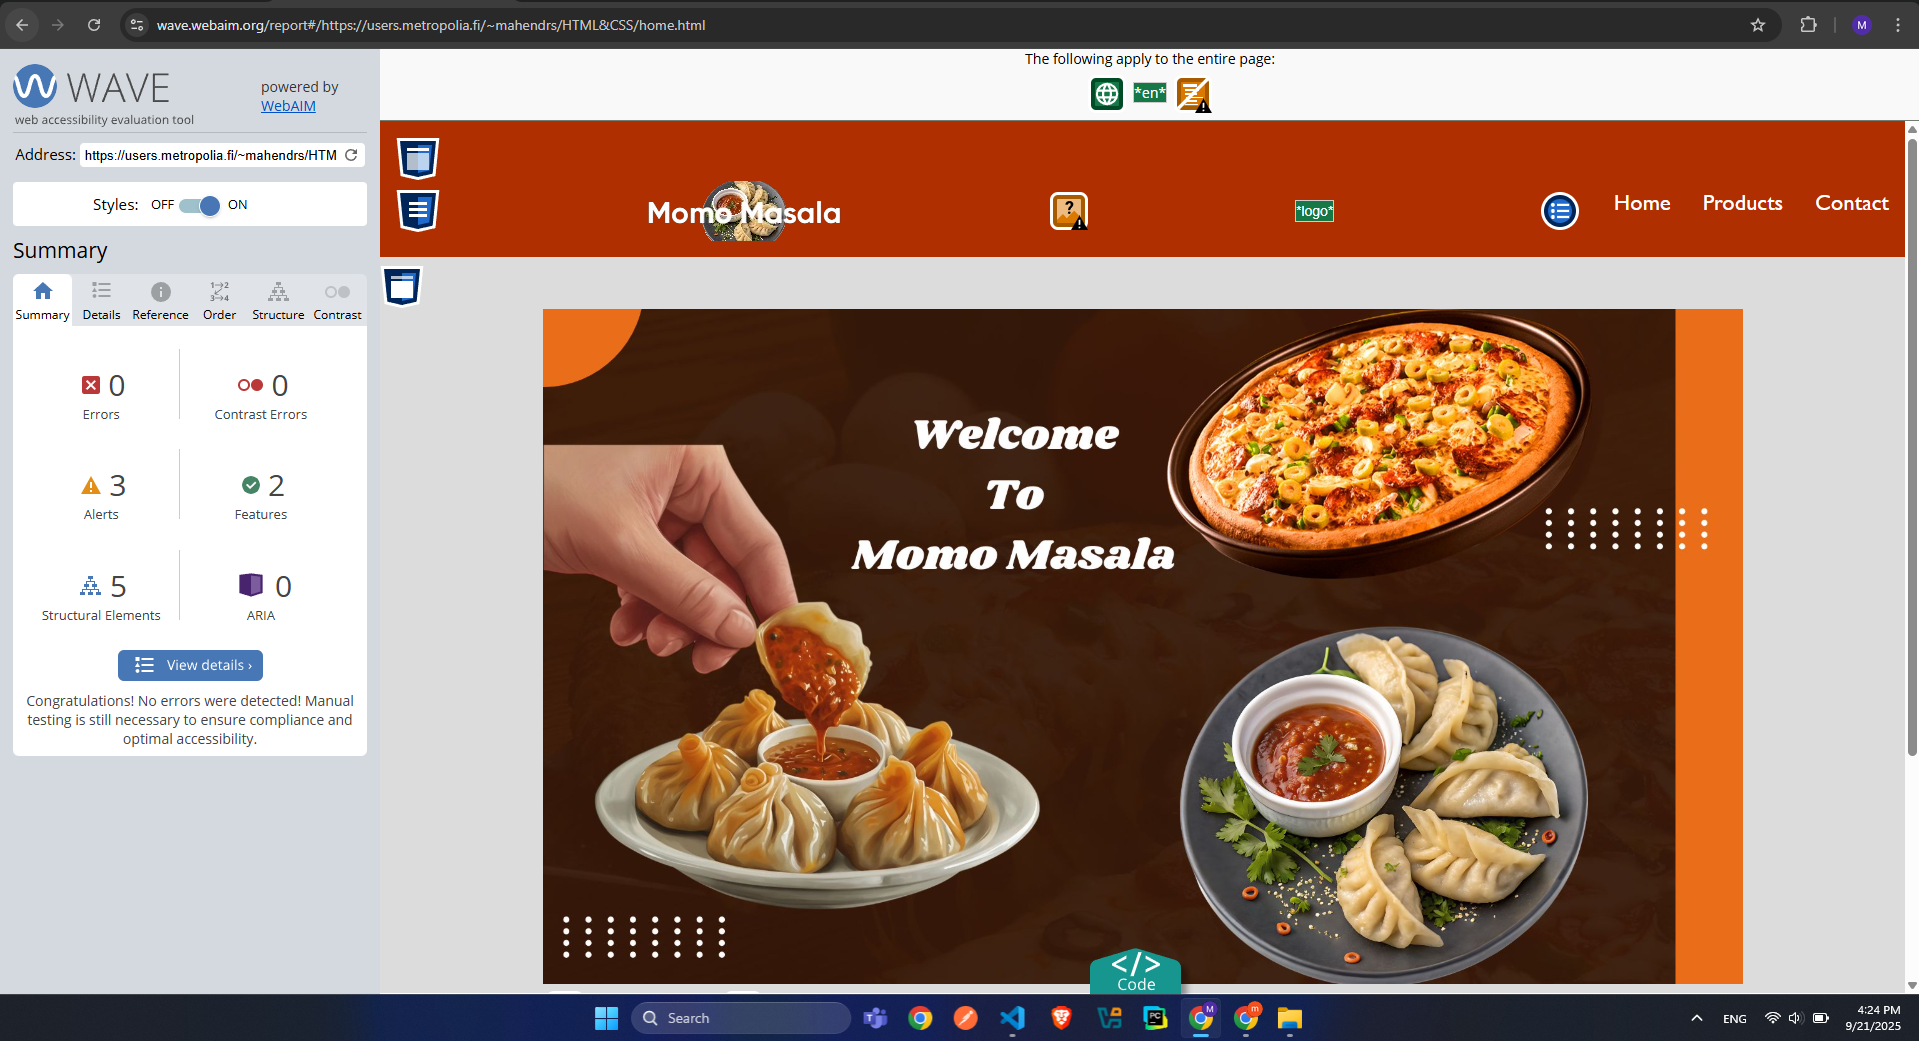 wave.webaim.org/report#/https://users.metropolia.fi/~mahendrs/HTML&CSS/home.html
M
WAVE
web accessibility evaluation tool
powered by
WebAIM
Address: https://users.metropolia.fi/~mahendrs/HTM
Styles: OFF ON
Summary
Summary Details Reference Order Structure Contrast
0
Errors
0
Contrast Errors
3
Alerts
2
Features
5
Structural Elements
0
ARIA
View details ›
Congratulations! No errors were detected! Manual
testing is still necessary to ensure compliance and
optimal accessibility.
The following apply to the entire page:
*en*
Momo Masala
*logo*
Home Products Contact
Welcome
To
Momo Masala
</>
Code
Search
ENG
4:24 PM
9/21/2025